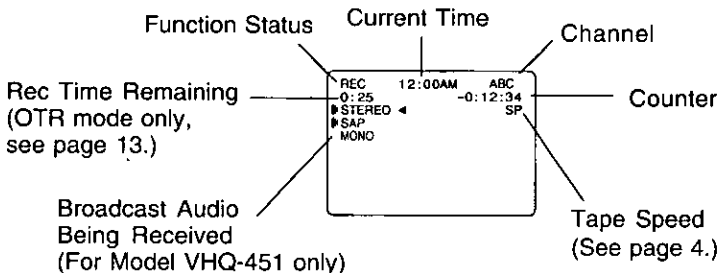 Function Status
Current Time
Channel
Rec Time Remaining
(OTR mode only,
see page 13.)
REC 12:00AM ABC
0:25 -0:12:34
STEREO ◄ SP
SAP
MONO
Counter
Broadcast Audio
Being Received
(For Model VHQ-451 only)
Tape Speed
(See page 4.)